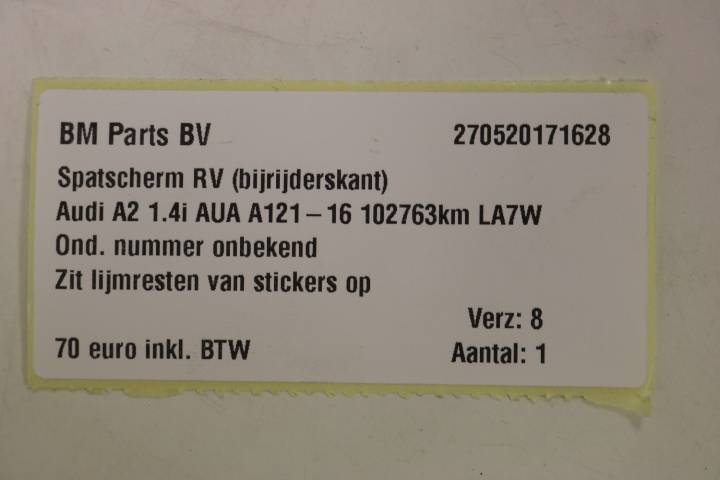 BM Parts BV 270520171628
Spatscherm RV (bijrijderskant)
Audi A2 1.4i AUA A121 – 16 102763km LA7W
Ond. nummer onbekend
Zit lijmresten van stickers op
Verz: 8
70 euro inkl. BTW Aantal: 1